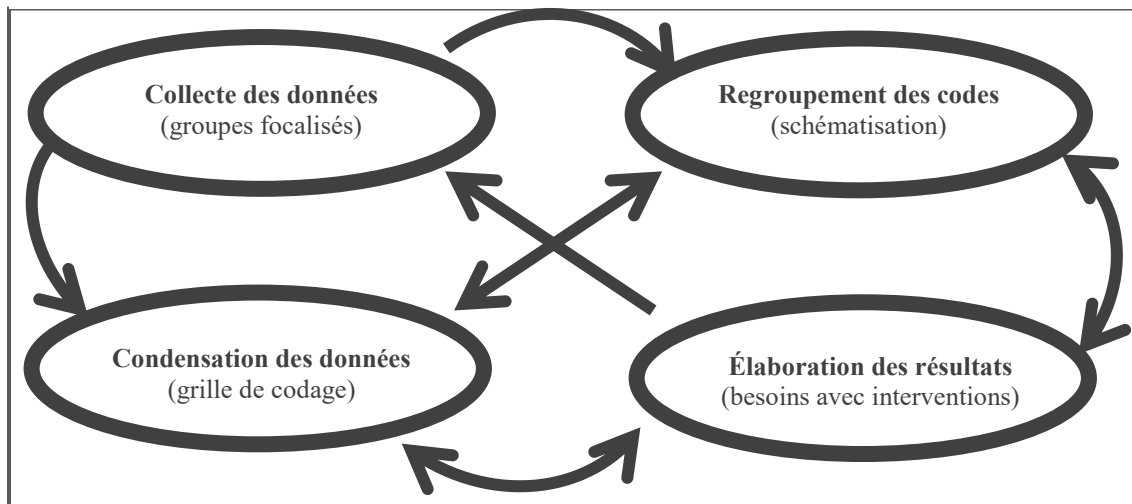 Collecte des données
(groupes focalisés)
Regroupement des codes
(schématisation)
Condensation des données
(grille de codage)
Élaboration des résultats
(besoins avec interventions)